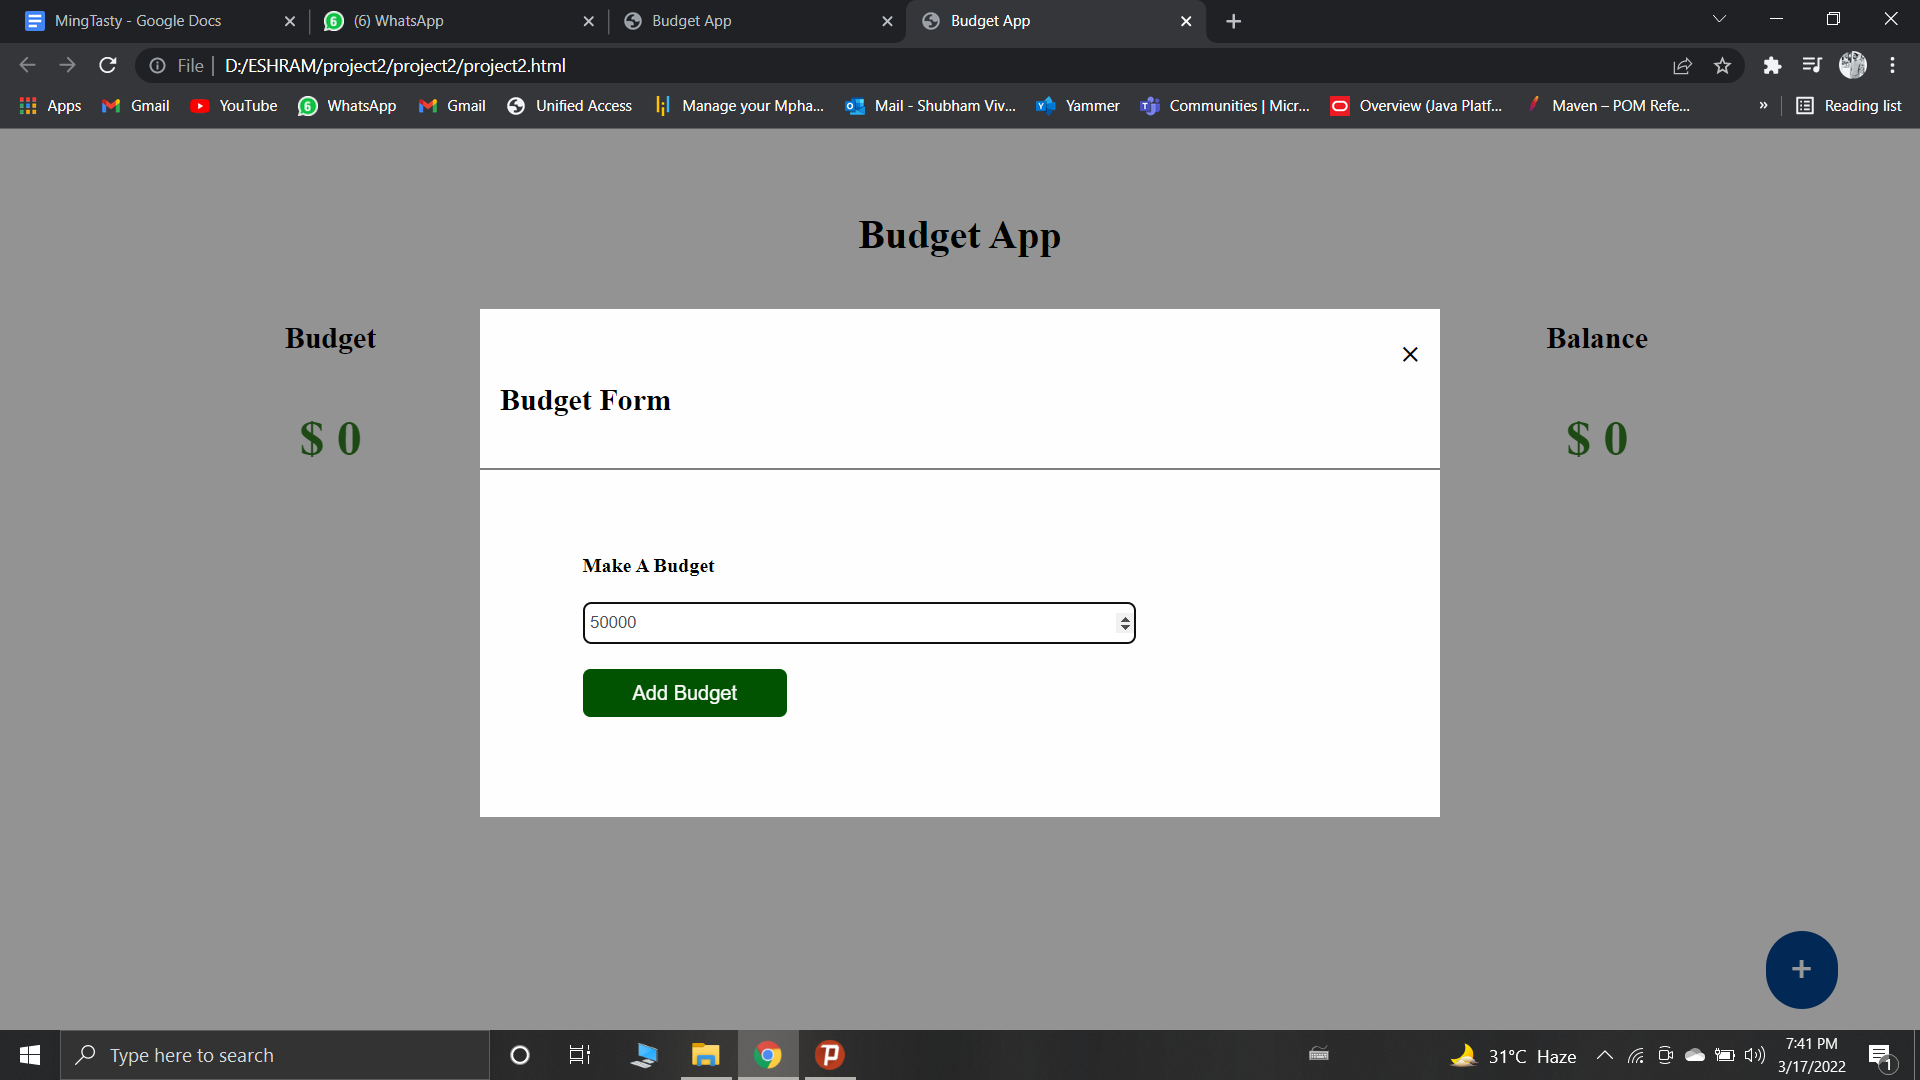 MingTasty - Google Docs
(6) WhatsApp
Budget App
Budget App
File
D:/ESHRAM/project2/project2/project2.html
Apps
Gmail
YouTube
6
WhatsApp
Gmail
Unified Access
Manage your Mpha...
Mail - Shubham Viv...
Yammer
Communities | Micr...
Overview (Java Platf...
Maven – POM Refe...
»
Reading list
Budget App
Budget
Balance
Budget Form
$ 0
$ 0
Make A Budget
50000
Add Budget
+
Type here to search
31°C Haze
7:41 PM
3/17/2022
1